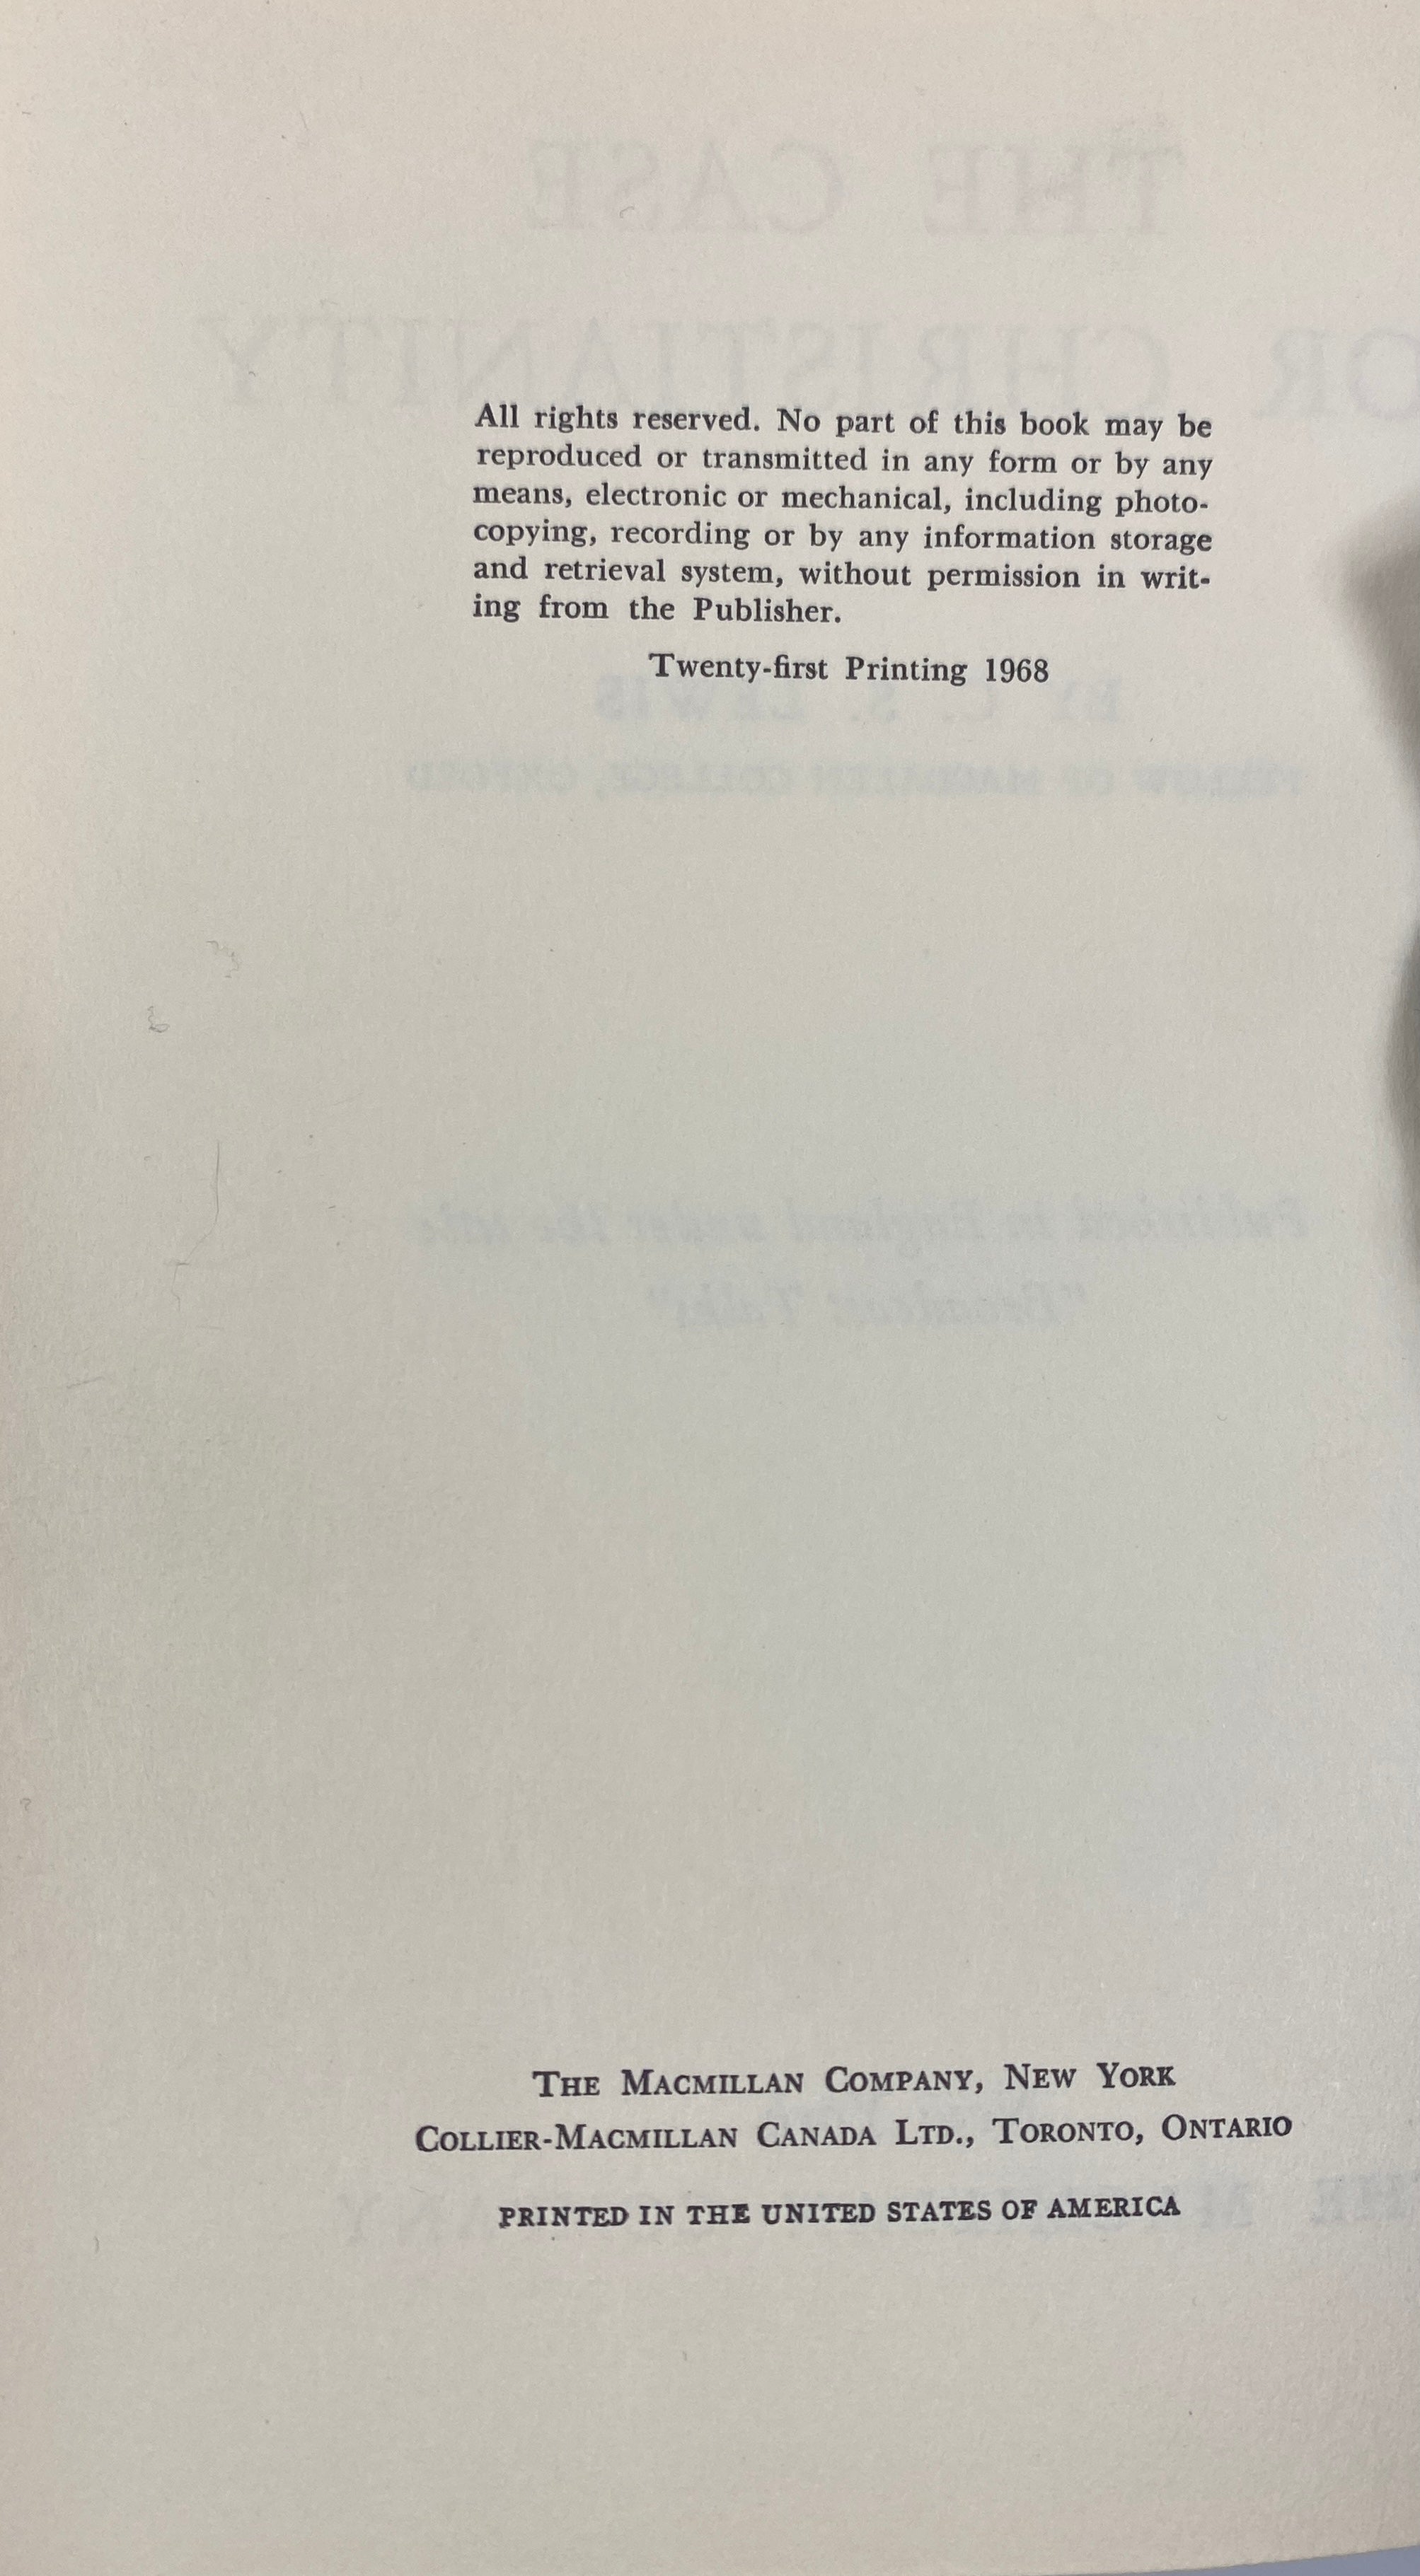 All rights reserved. No part of this book may be
reproduced or transmitted in any form or by any
means, electronic or mechanical, including photo-
copying, recording or by any information storage
and retrieval system, without permission in writ-
ing from the Publisher.
Twenty-first Printing 1968
THE MACMILLAN COMPANY, NEW YORK
COLLIER-MACMILLAN CANADA LTD., TORONTO, ONTARIO
PRINTED IN THE UNITED STATES OF AMERICA